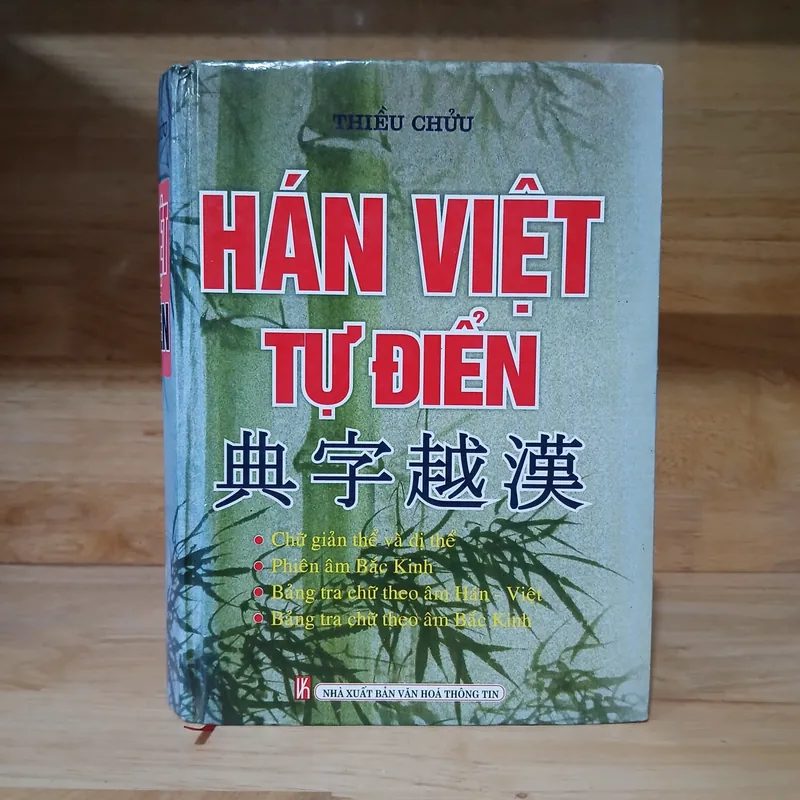 THIỀU CHỬU
HÁN VIỆT
TỰ ĐIỂN
典字越漢
Chữ giản thể và dị thể
Phiên âm Bắc Kinh
Bảng tra chữ theo âm Hán - Việt
Bảng tra chữ theo âm Bắc Kinh
NHÀ XUẤT BẢN VĂN HOÁ THÔNG TIN